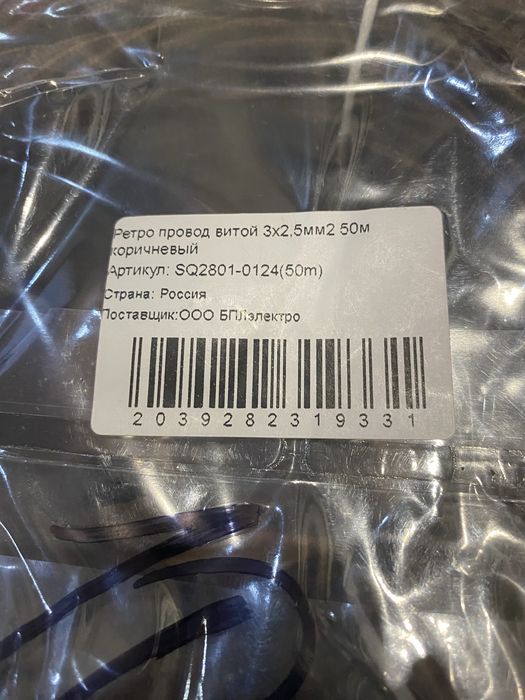 Ретро провод витой 3х2,5мм2 50м
коричневый
Артикул: SQ2801-0124(50m)
Страна: Россия
Поставщик:ООО БПЛэлектро
2039282319331